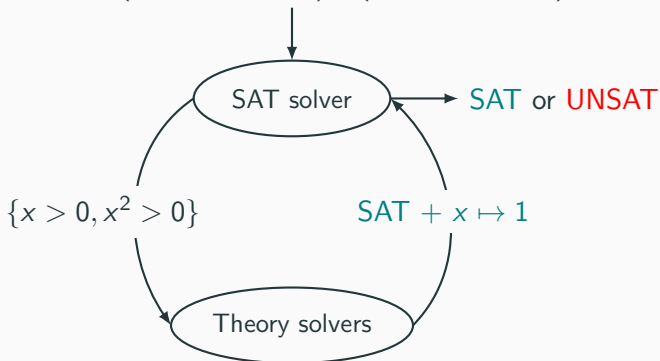 SAT solver
SAT or UNSAT
{x > 0, x² > 0}
SAT + x ↦ 1
Theory solvers